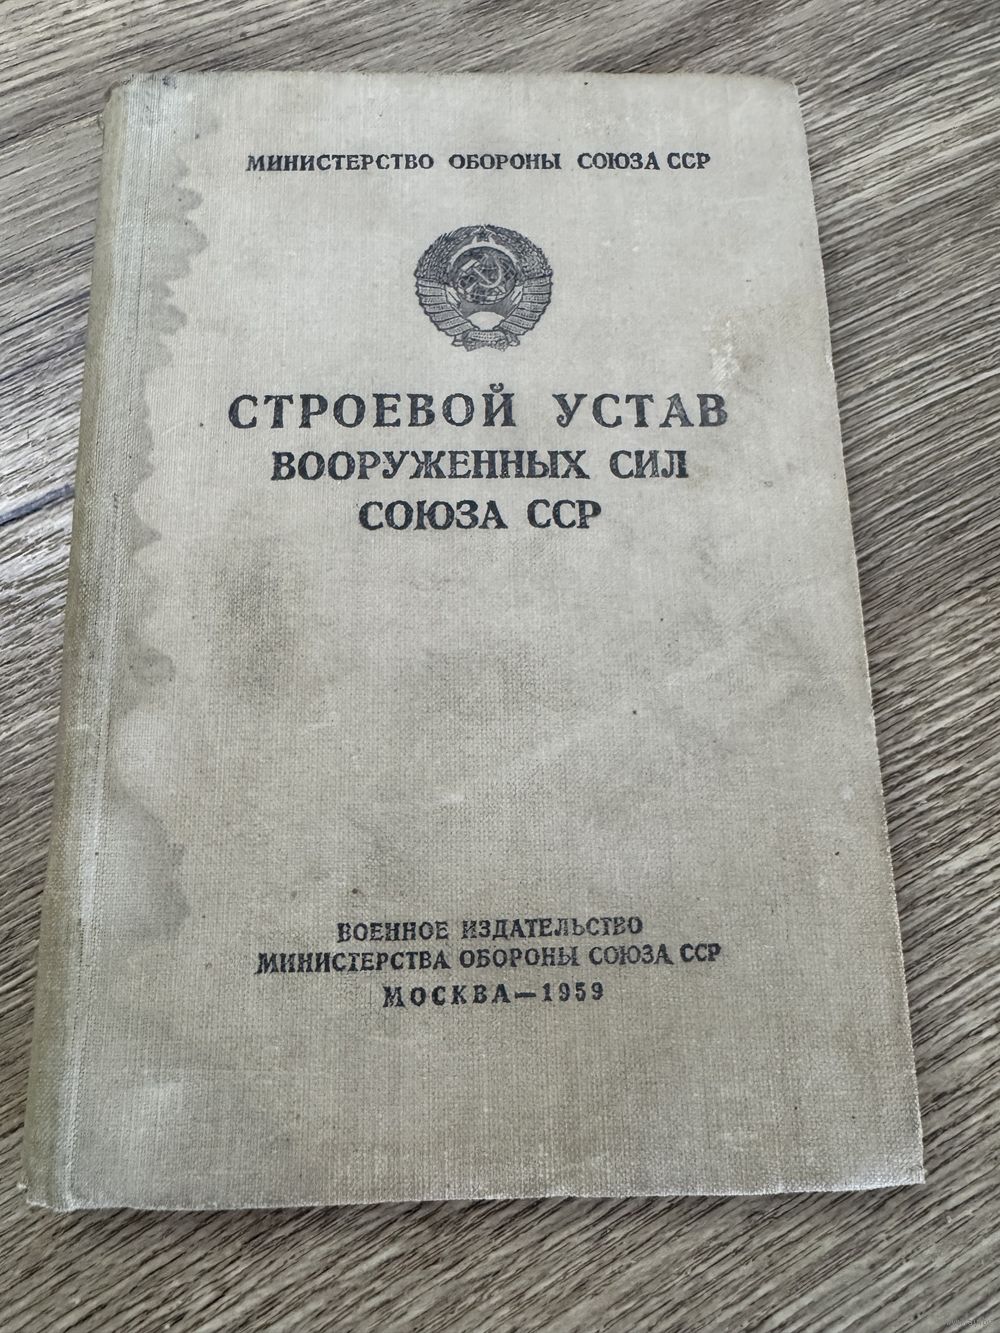 МИНИСТЕРСТВО ОБОРОНЫ СОЮЗА ССР
СТРОЕВОЙ УСТАВ
ВООРУЖЕННЫХ СИЛ
СОЮЗА ССР
ВОЕННОЕ ИЗДАТЕЛЬСТВО
МИНИСТЕРСТВА ОБОРОНЫ СОЮЗА ССР
МОСКВА—1959